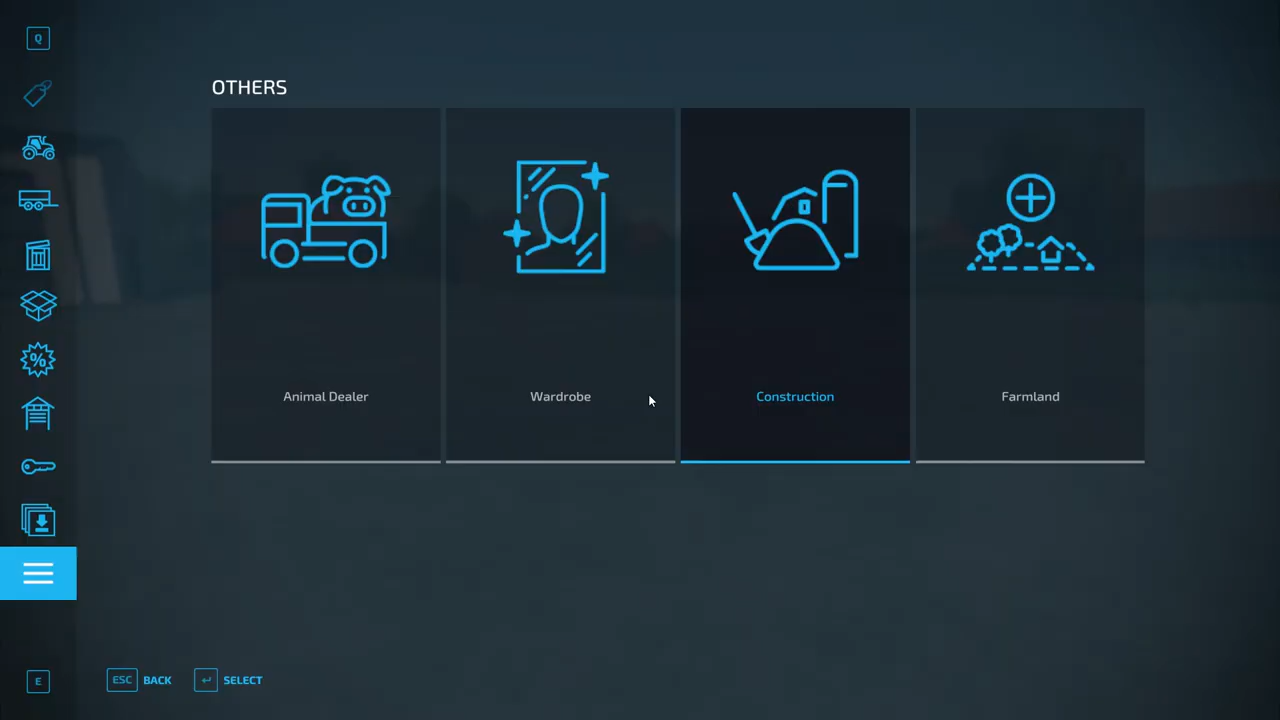 Q
OTHERS
Animal Dealer
Wardrobe
Construction
Farmland
%
E
ESC BACK
SELECT